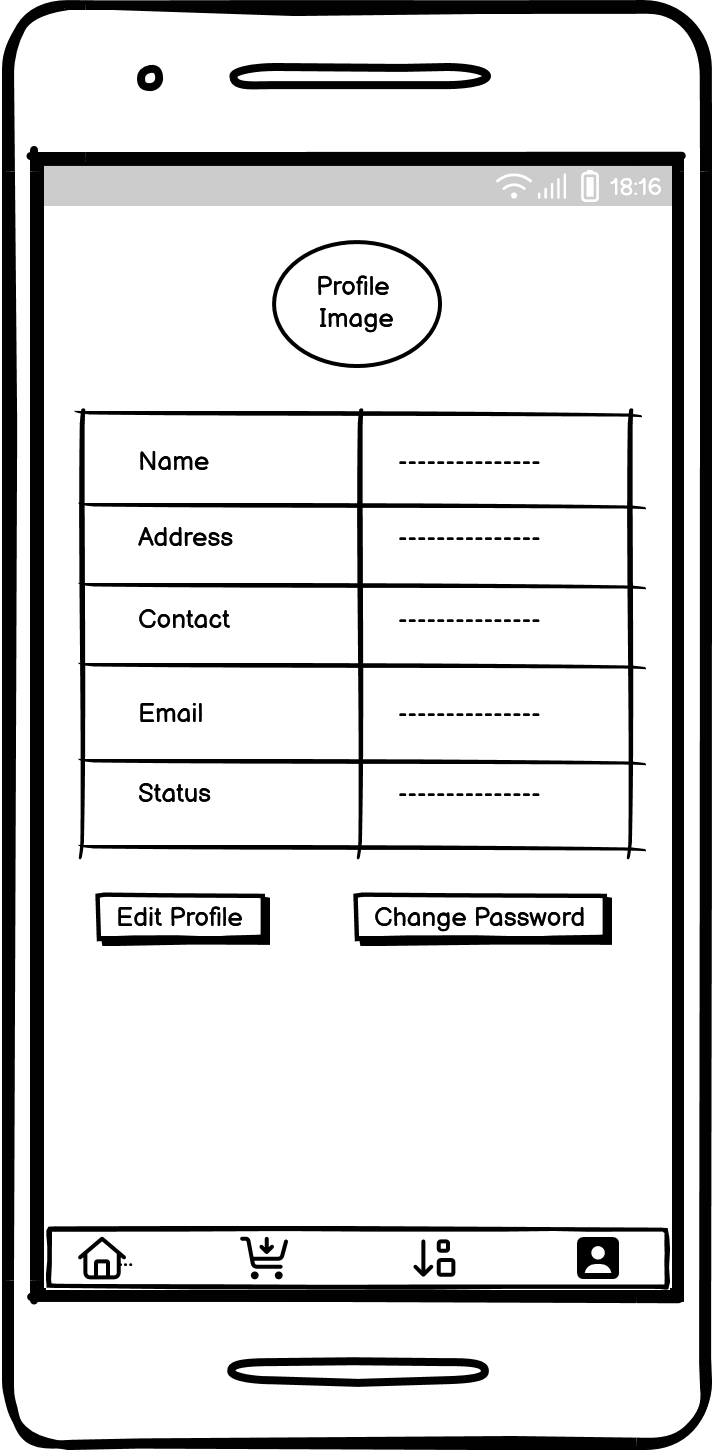 18:16
Profile
Image
Name ---------------
Address ---------------
Contact ---------------
Email ---------------
Status ---------------
Edit Profile Change Password